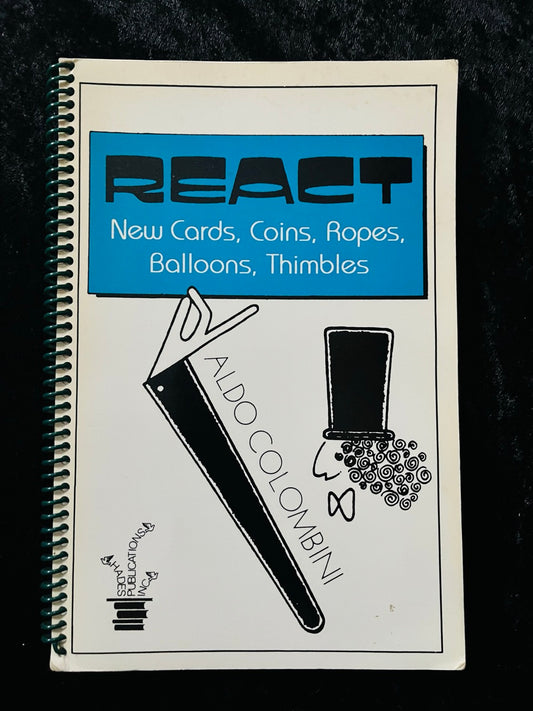 REACT
New Cards, Coins, Ropes,
Balloons, Thimbles
ALDO COLOMBINI
HADES
PUBLICATIONS
INC.